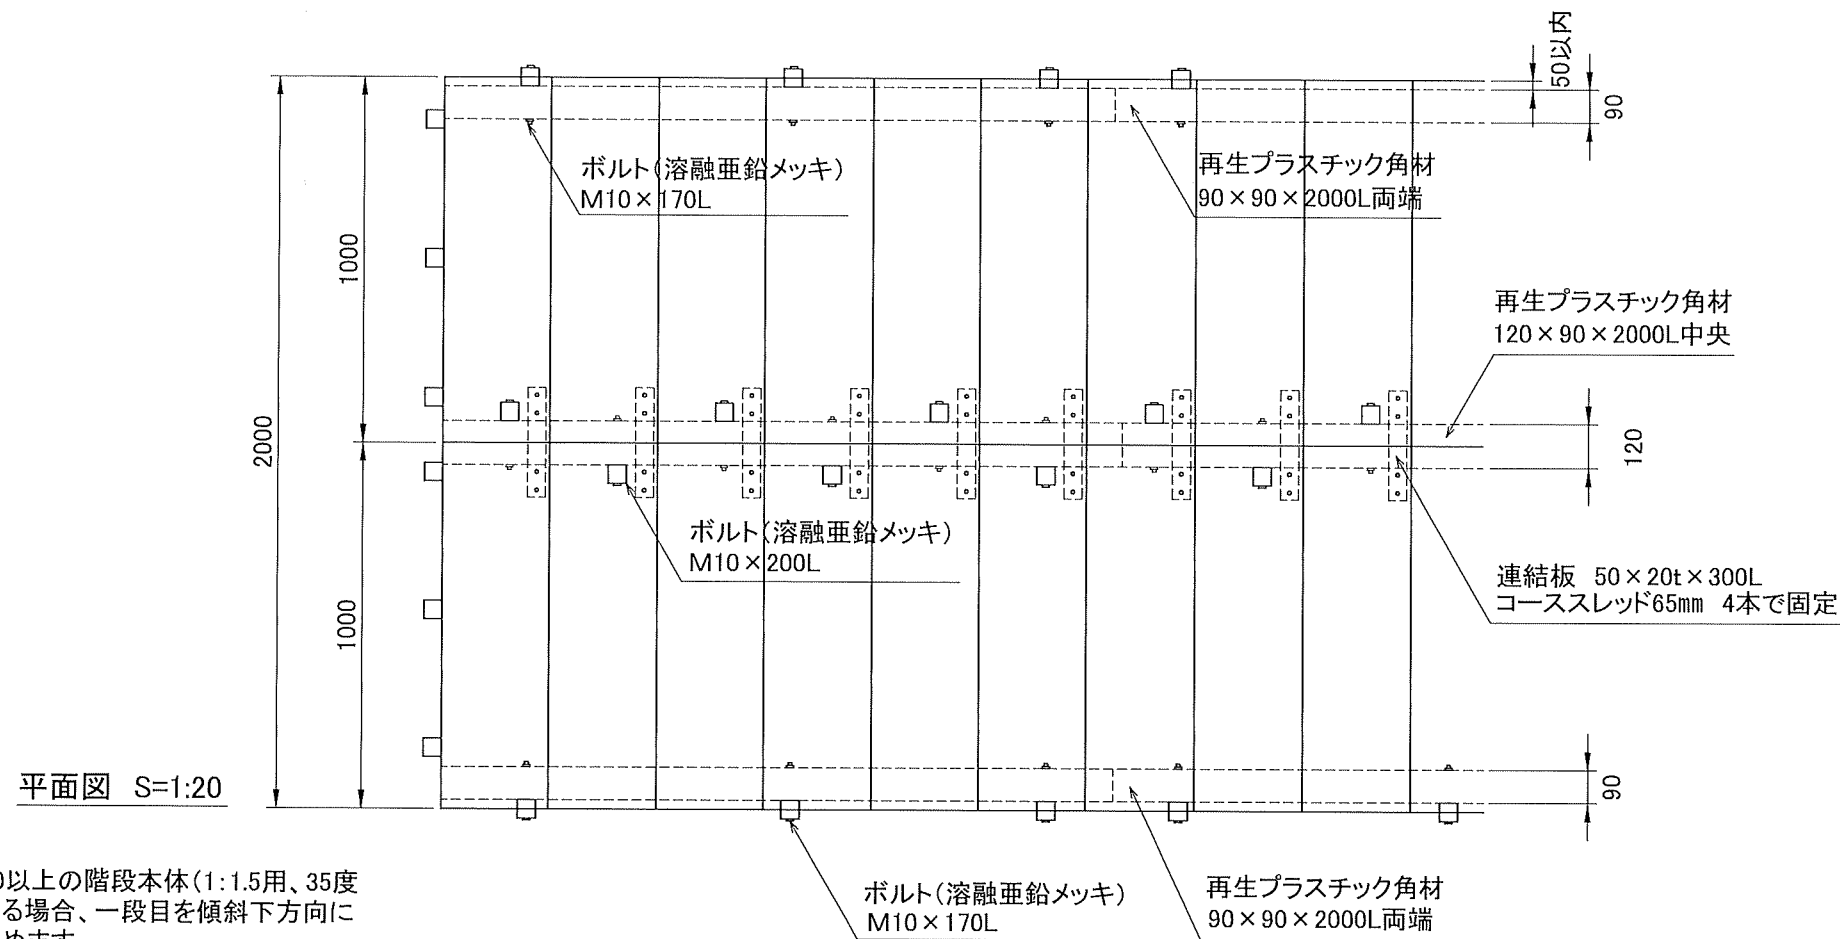 50以内
90
ボルト(溶融亜鉛メッキ)
M10×170L
再生プラスチック角材
90×90×2000L両端
1000
2000
再生プラスチック角材
120×90×2000L中央
120
ボルト(溶融亜鉛メッキ)
M10×200L
連結板 50×20t×300L
コーススレッド65mm 4本で固定
1000
平面図 S=1:20
90
以上の階段本体(1:1.5用、35度
る場合、一段目を傾斜下方向に
めます
ボルト(溶融亜鉛メッキ)
M10×170L
再生プラスチック角材
90×90×2000L両端